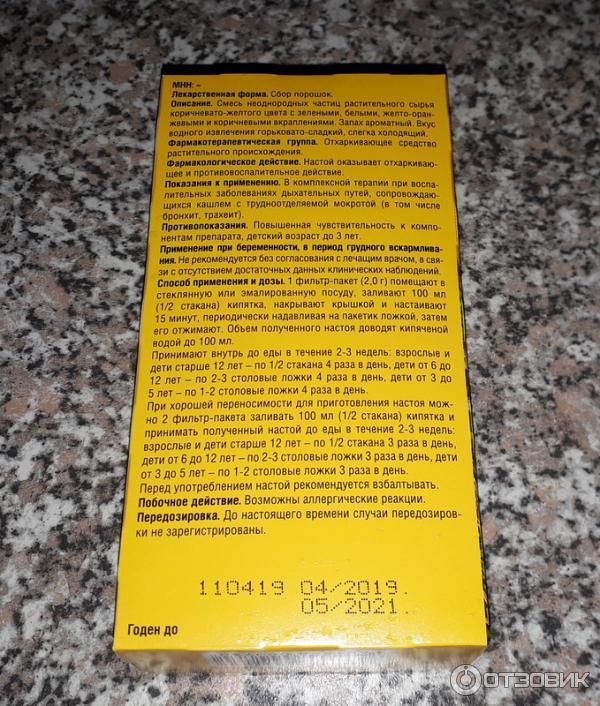 МНН: –
Лекарственная форма. Сбор порошок.
Описание. Смесь неоднородных частиц растительного сырья
коричневато-желтого цвета с зелеными, белыми, желто-оран-
жевыми и коричневыми вкраплениями. Запах ароматный. Вкус
водного извлечения горьковато-сладкий, слегка холодящий.
Фармакотерапевтическая группа. Отхаркивающее средство
растительного происхождения.
Фармакологическое действие. Настой оказывает отхаркиваю-
щее и противовоспалительное действие.
Показания к применению. В комплексной терапии при воспа-
лительных заболеваниях дыхательных путей, сопровождаю-
щихся кашлем с трудноотделяемой мокротой (в том числе
бронхит, трахеит).
Противопоказания. Повышенная чувствительность к компо-
нентам препарата, детский возраст до 3 лет.
Применение при беременности, в период грудного вскармлива-
ния. Не рекомендуется без согласования с лечащим врачом, в свя-
зи с отсутствием достаточных данных клинических наблюдений.
Способ применения и дозы. 1 фильтр-пакет (2,0 г) помещают в
стеклянную или эмалированную посуду, заливают 100 мл
(1/2 стакана) кипятка, накрывают крышкой и настаивают
15 минут, периодически надавливая на пакетик ложкой, затем
его отжимают. Объем полученного настоя доводят кипяченой
водой до 100 мл.
Принимают внутрь до еды в течение 2-3 недель: взрослые и
дети старше 12 лет – по 1/2 стакана 4 раза в день, дети от 6 до
12 лет – по 2-3 столовые ложки 4 раза в день, дети от 3 до
5 лет – по 1-2 столовые ложки 4 раза в день.
При хорошей переносимости для приготовления настоя мож-
но 2 фильтр-пакета заливать 100 мл (1/2 стакана) кипятка и
принимать полученный настой до еды в течение 2-3 недель:
взрослые и дети старше 12 лет – по 1/2 стакана 3 раза в день,
дети от 6 до 12 лет – по 2-3 столовые ложки 3 раза в день, дети
от 3 до 5 лет – по 1-2 столовые ложки 3 раза в день.
Перед употреблением настой рекомендуется взбалтывать.
Побочное действие. Возможны аллергические реакции.
Передозировка. До настоящего времени случаи передозиров-
ки не зарегистрированы.
110419 04/2019.
05/2021.
Годен до
ОТЗОВИК